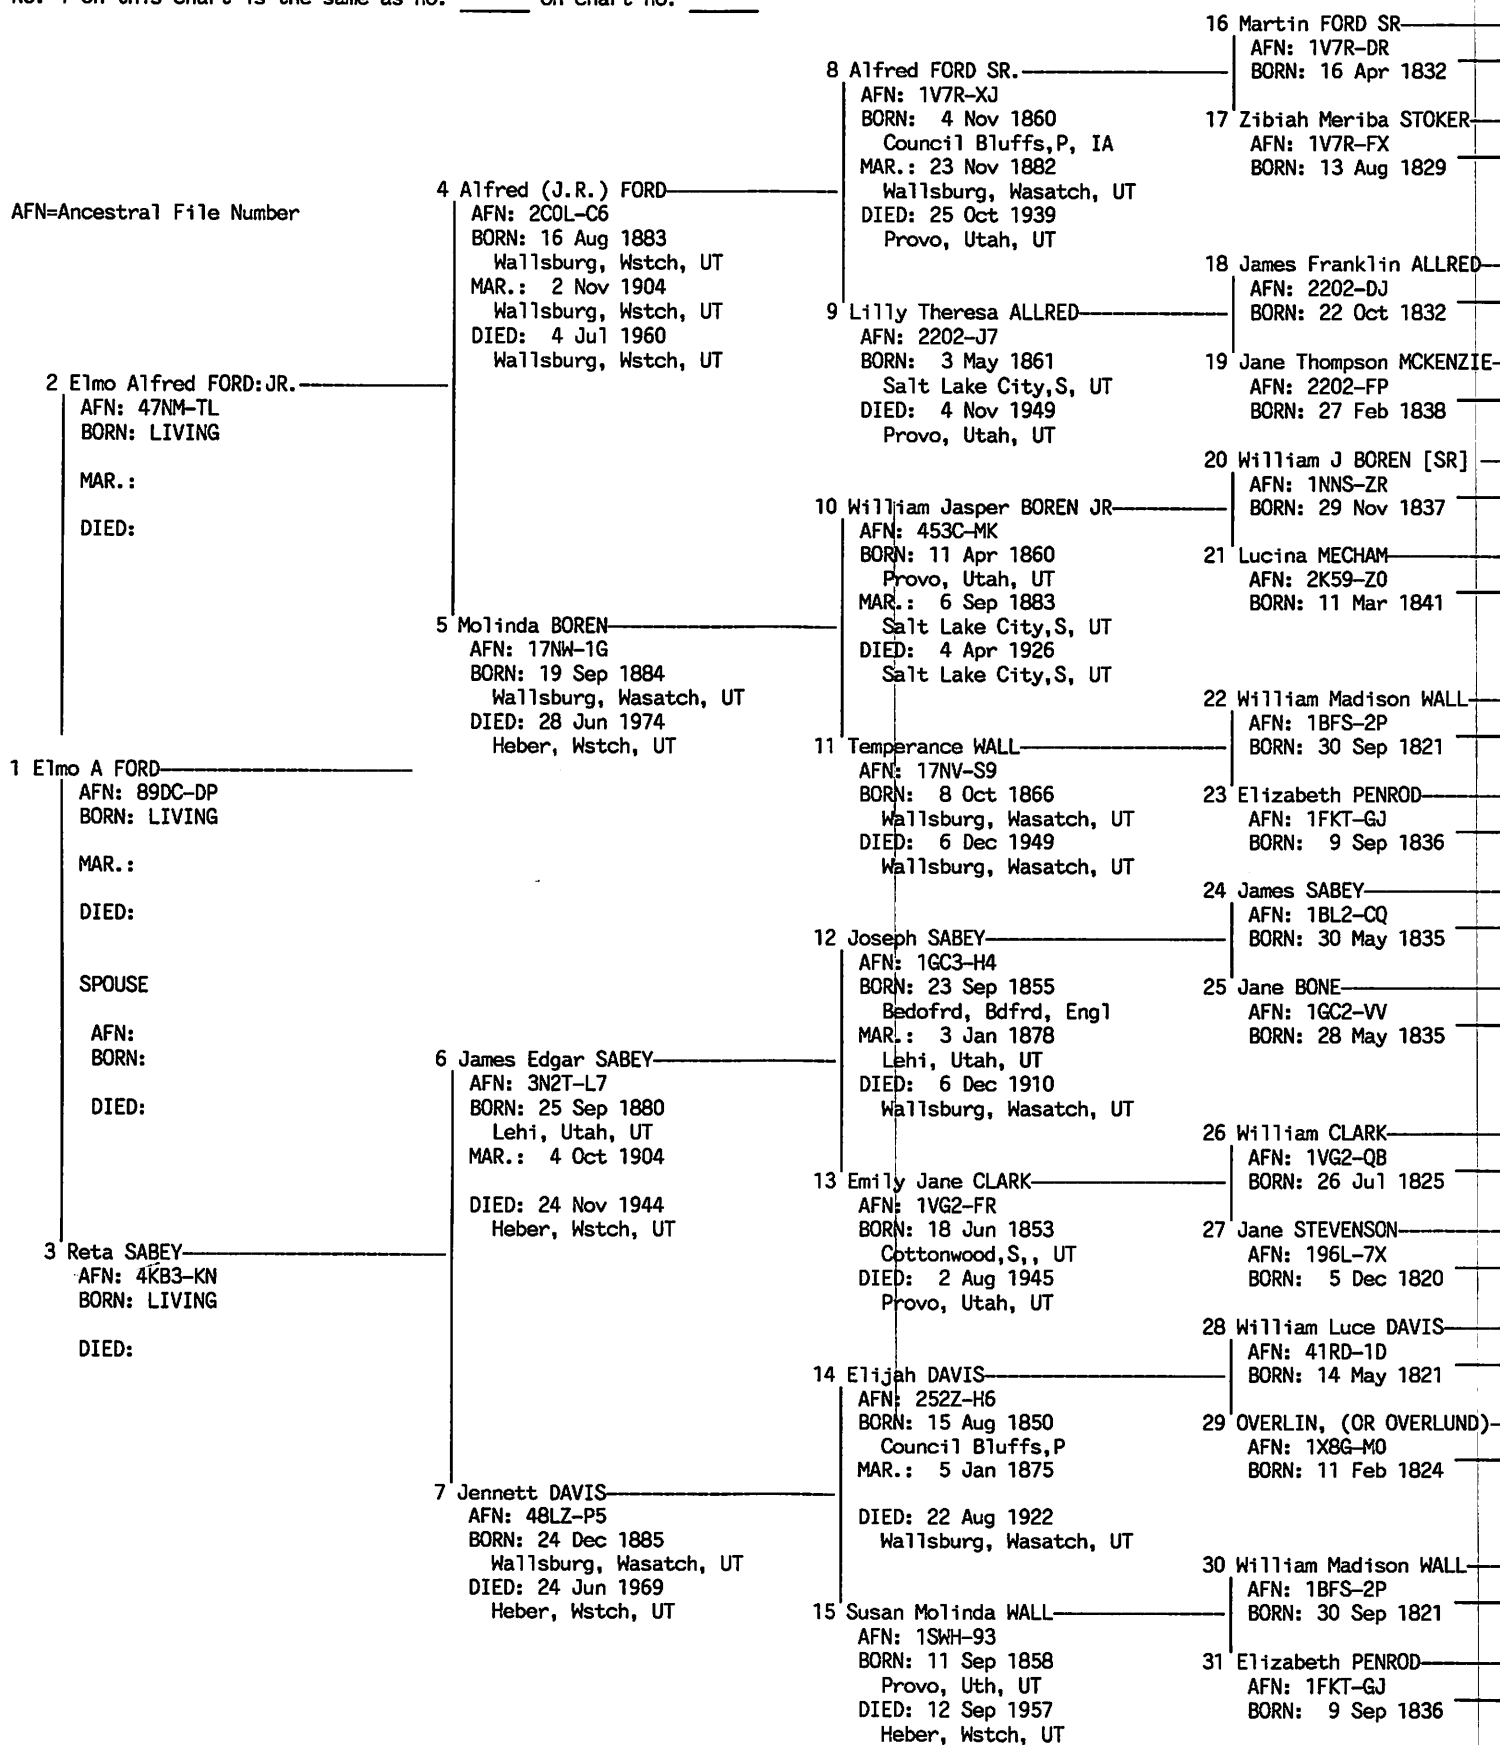 No. 1 on this chart is the same as no. ______ on chart no. ______
AFN=Ancestral File Number
1 Elmo A FORD
AFN: 89DC-DP
BORN: LIVING
MAR.:
DIED:
SPOUSE
AFN:
BORN:
DIED:
2 Elmo Alfred FORD:JR.
AFN: 47NM-TL
BORN: LIVING
MAR.:
DIED:
3 Reta SABEY
AFN: 4KB3-KN
BORN: LIVING
DIED:
4 Alfred (J.R.) FORD
AFN: 2C0L-C6
BORN: 16 Aug 1883
Wallsburg, Wstch, UT
MAR.: 2 Nov 1904
Wallsburg, Wstch, UT
DIED: 4 Jul 1960
Wallsburg, Wstch, UT
5 Molinda BOREN
AFN: 17NW-1G
BORN: 19 Sep 1884
Wallsburg, Wasatch, UT
DIED: 28 Jun 1974
Heber, Wstch, UT
6 James Edgar SABEY
AFN: 3N2T-L7
BORN: 25 Sep 1880
Lehi, Utah, UT
MAR.: 4 Oct 1904
DIED: 24 Nov 1944
Heber, Wstch, UT
7 Jennett DAVIS
AFN: 48LZ-P5
BORN: 24 Dec 1885
Wallsburg, Wasatch, UT
DIED: 24 Jun 1969
Heber, Wstch, UT
8 Alfred FORD SR.
AFN: 1V7R-XJ
BORN: 4 Nov 1860
Council Bluffs,P, IA
MAR.: 23 Nov 1882
Wallsburg, Wasatch, UT
DIED: 25 Oct 1939
Provo, Utah, UT
9 Lilly Theresa ALLRED
AFN: 2202-J7
BORN: 3 May 1861
Salt Lake City,S, UT
DIED: 4 Nov 1949
Provo, Utah, UT
10 William Jasper BOREN JR
AFN: 453C-MK
BORN: 11 Apr 1860
Provo, Utah, UT
MAR.: 6 Sep 1883
Salt Lake City,S, UT
DIED: 4 Apr 1926
Salt Lake City,S, UT
11 Temperance WALL
AFN: 17NV-S9
BORN: 8 Oct 1866
Wallsburg, Wasatch, UT
DIED: 6 Dec 1949
Wallsburg, Wasatch, UT
12 Joseph SABEY
AFN: 1GC3-H4
BORN: 23 Sep 1855
Bedofrd, Bdfrd, Engl
MAR.: 3 Jan 1878
Lehi, Utah, UT
DIED: 6 Dec 1910
Wallsburg, Wasatch, UT
13 Emily Jane CLARK
AFN: 1VG2-FR
BORN: 18 Jun 1853
Cottonwood,S,, UT
DIED: 2 Aug 1945
Provo, Utah, UT
14 Elijah DAVIS
AFN: 252Z-H6
BORN: 15 Aug 1850
Council Bluffs,P
MAR.: 5 Jan 1875
DIED: 22 Aug 1922
Wallsburg, Wasatch, UT
15 Susan Molinda WALL
AFN: 1SWH-93
BORN: 11 Sep 1858
Provo, Uth, UT
DIED: 12 Sep 1957
Heber, Wstch, UT
16 Martin FORD SR
AFN: 1V7R-DR
BORN: 16 Apr 1832
17 Zibiah Meriba STOKER
AFN: 1V7R-FX
BORN: 13 Aug 1829
18 James Franklin ALLRED
AFN: 2202-DJ
BORN: 22 Oct 1832
19 Jane Thompson MCKENZIE
AFN: 2202-FP
BORN: 27 Feb 1838
20 William J BOREN [SR]
AFN: 1NNS-ZR
BORN: 29 Nov 1837
21 Lucina MECHAM
AFN: 2K59-Z0
BORN: 11 Mar 1841
22 William Madison WALL
AFN: 1BFS-2P
BORN: 30 Sep 1821
23 Elizabeth PENROD
AFN: 1FKT-GJ
BORN: 9 Sep 1836
24 James SABEY
AFN: 1BL2-CQ
BORN: 30 May 1835
25 Jane BONE
AFN: 1GC2-VV
BORN: 28 May 1835
26 William CLARK
AFN: 1VG2-QB
BORN: 26 Jul 1825
27 Jane STEVENSON
AFN: 196L-7X
BORN: 5 Dec 1820
28 William Luce DAVIS
AFN: 41RD-1D
BORN: 14 May 1821
29 OVERLIN, (OR OVERLUND)
AFN: 1X8G-M0
BORN: 11 Feb 1824
30 William Madison WALL
AFN: 1BFS-2P
BORN: 30 Sep 1821
31 Elizabeth PENROD
AFN: 1FKT-GJ
BORN: 9 Sep 1836